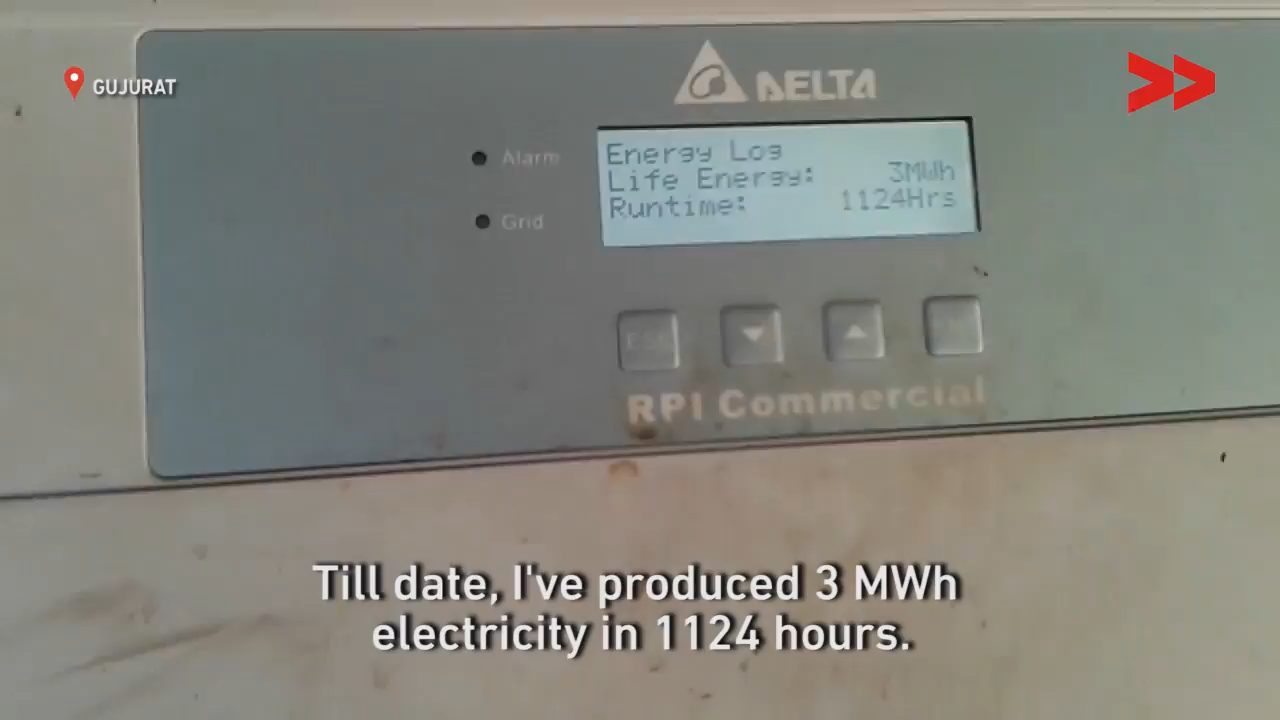 GUJURAT
DELTA
Alarm
Grid
Energy Log
Life Energy: 3MWh
Runtime: 1124Hrs
RPI Commercial
Till date, I've produced 3 MWh
electricity in 1124 hours.